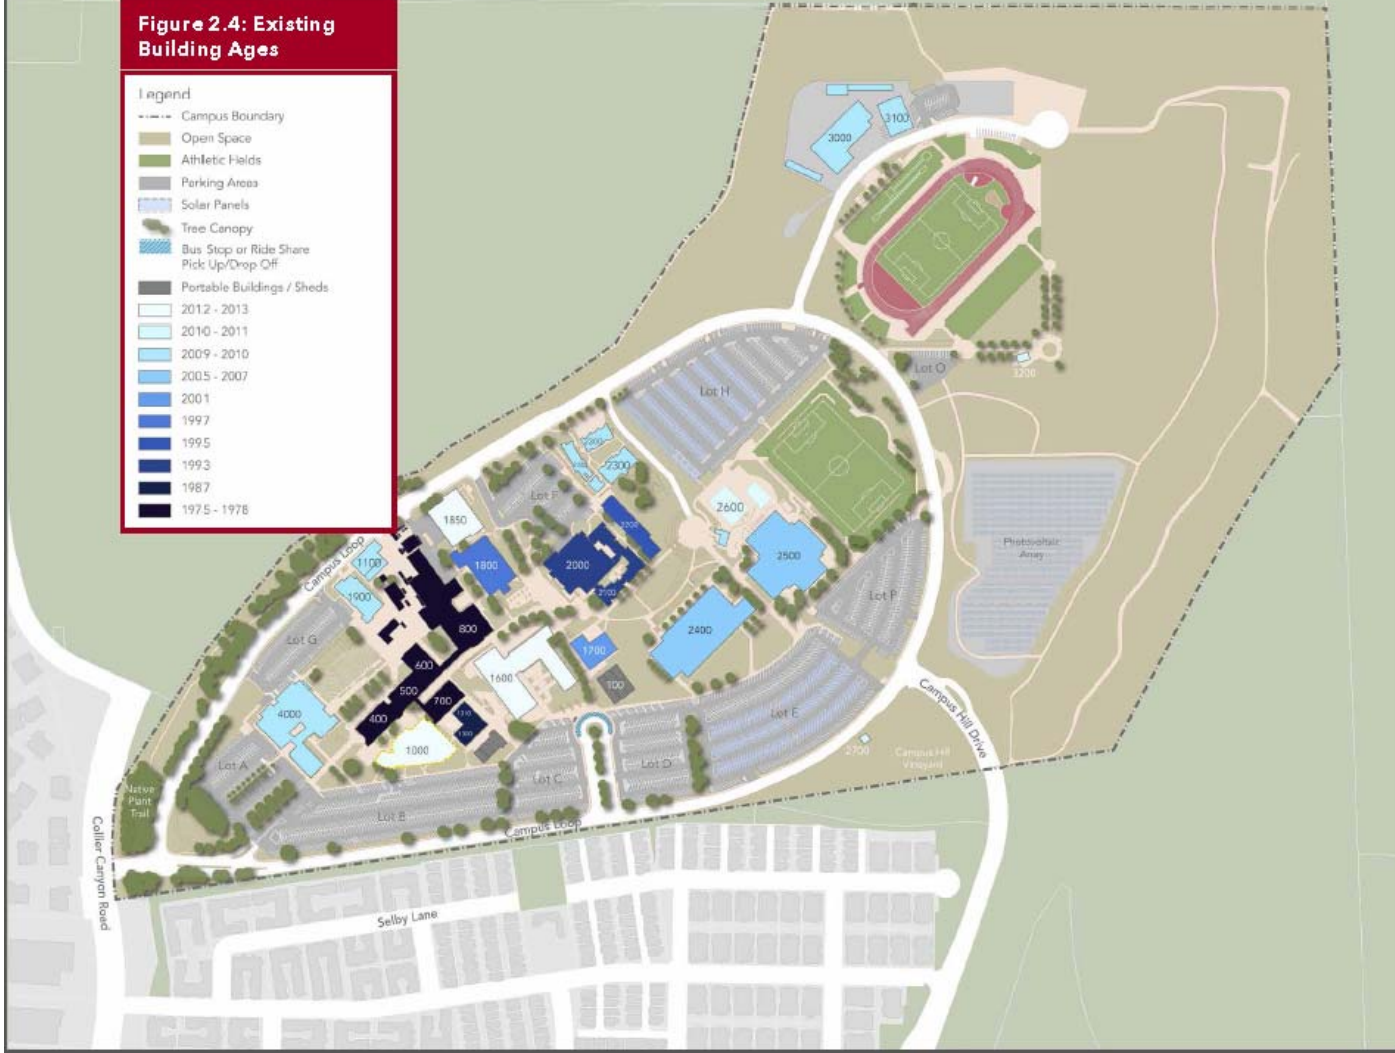 Figure 2.4: Existing
Building Ages
Legend
Campus Boundary
Open Space
Athletic Fields
Parking Areas
Solar Panels
Tree Canopy
Bus Stop or Ride Share
Pick Up/Drop Off
Portable Buildings / Sheds
2012 - 2013
2010 - 2011
2009 - 2010
2005 - 2007
2001
1997
1995
1993
1987
1975 - 1978
3100
3000
Lot O
3200
Lot H
2300
Lot F
2600
1850
2200
Photovoltaic
Array
2500
1100
1800
2000
2100
1900
Lot P
Campus Loop
800
2400
Lot G
1700
600
1600
100
500
700
400
4000
1310
1300
Lot E
Campus Hill Drive
1000
2700
Campus Hill
Vineyard
Lot A
Lot C
Lot D
Native
Plant
Trail
Lot B
Campus Loop
Collier Canyon Road
Selby Lane